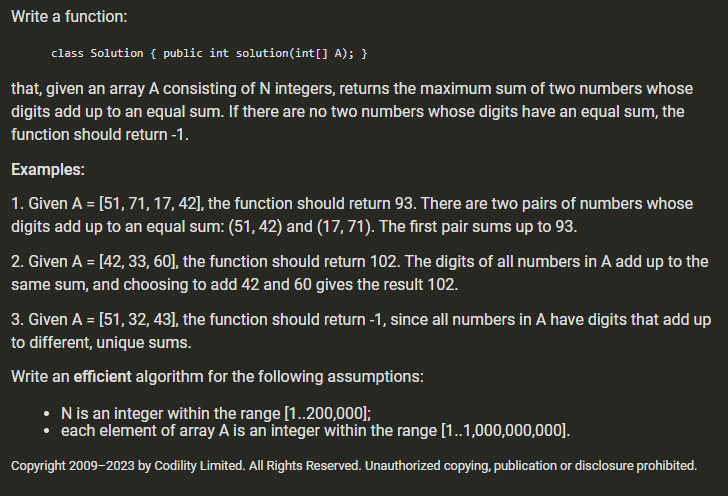 Write a function:
class Solution { public int solution(int[] A); }
that, given an array A consisting of N integers, returns the maximum sum of two numbers whose
digits add up to an equal sum. If there are no two numbers whose digits have an equal sum, the
function should return -1.
Examples:
1. Given A = [51, 71, 17, 42], the function should return 93. There are two pairs of numbers whose
digits add up to an equal sum: (51, 42) and (17, 71). The first pair sums up to 93.
2. Given A = [42, 33, 60], the function should return 102. The digits of all numbers in A add up to the
same sum, and choosing to add 42 and 60 gives the result 102.
3. Given A = [51, 32, 43], the function should return -1, since all numbers in A have digits that add up
to different, unique sums.
Write an efficient algorithm for the following assumptions:
• N is an integer within the range [1..200,000];
• each element of array A is an integer within the range [1..1,000,000,000].
Copyright 2009–2023 by Codility Limited. All Rights Reserved. Unauthorized copying, publication or disclosure prohibited.